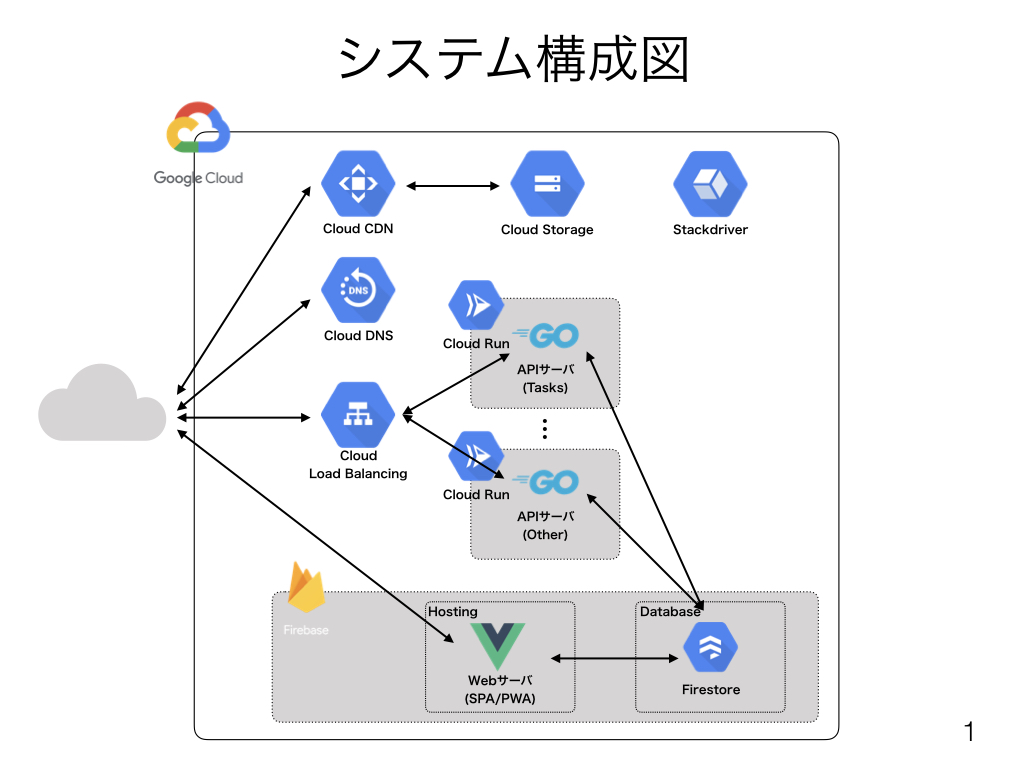 システム構成図
Google Cloud
Cloud CDN
Cloud Storage
Stackdriver
DNS
Cloud DNS
Cloud Run
GO
APIサーバ
(Tasks)
Cloud
Load Balancing
Cloud Run
GO
APIサーバ
(Other)
Firebase
Hosting
Webサーバ
(SPA/PWA)
Database
Firestore
1